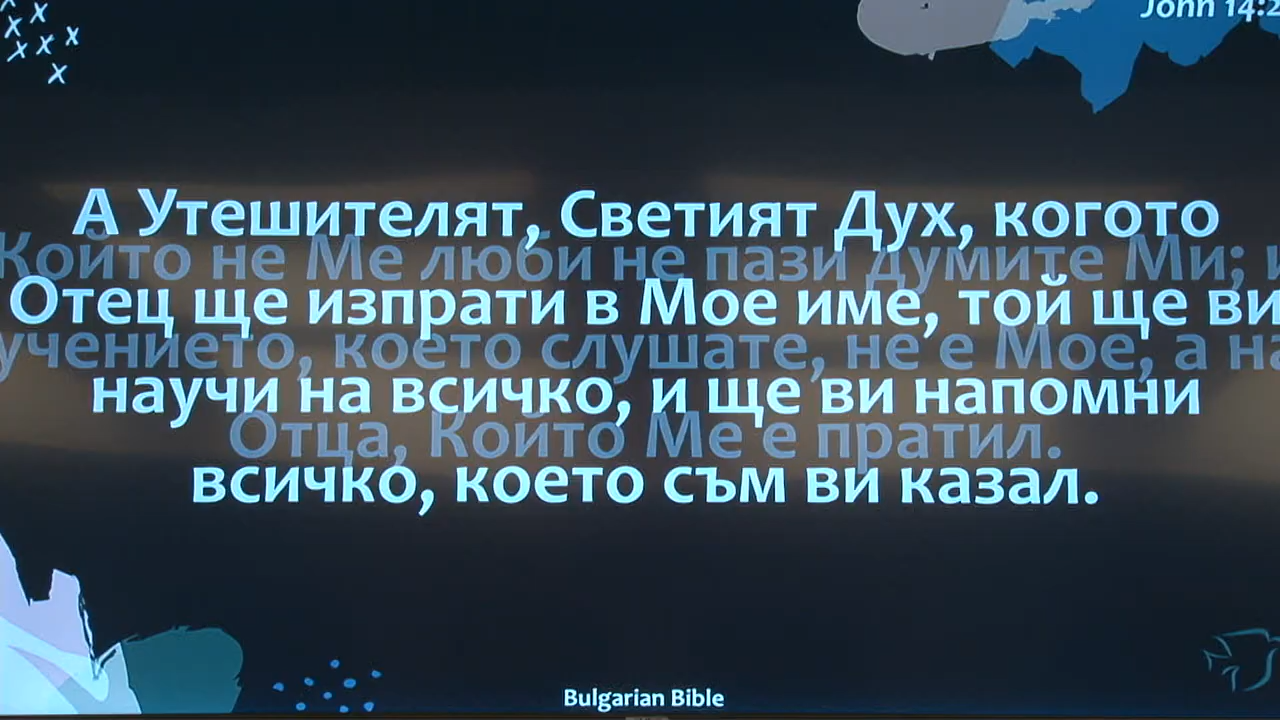 John 14:2
А Утешителят, Светият Дух, когото
Който не Ме люби не пази думите Ми; и
Отец ще изпрати в Мое име, той ще ви
учението, което слушате, не е Мое, а на
научи на всичко, и ще ви напомни
Отца, Който Ме е пратил.
всичко, което съм ви казал.
Bulgarian Bible